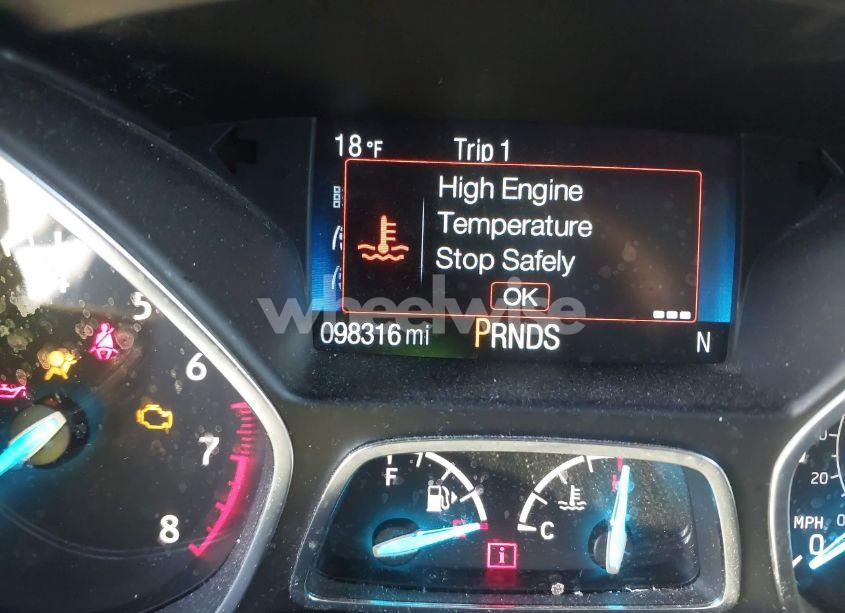 18°F Trip 1
High Engine
Temperature
Stop Safely
OK
098316 mi PRNDS N
wheelwise
5
6
7
8
F
C H
20
MPH
0